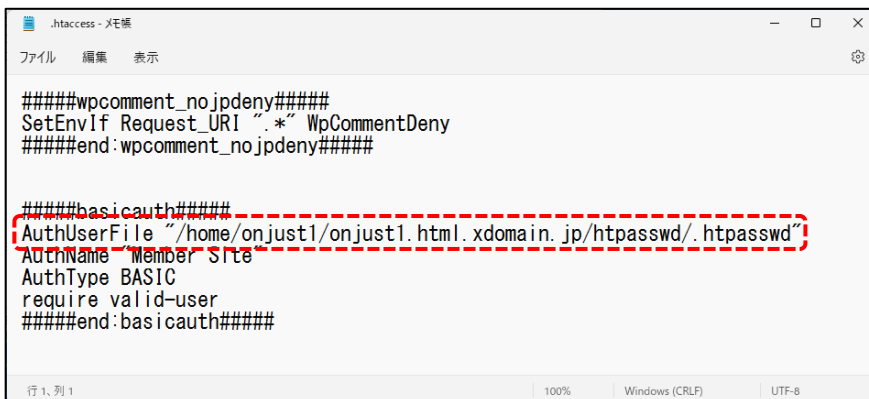 .htaccess - メモ帳
ファイル 編集 表示
#####wpcomment_nojpdeny#####
SetEnvIf Request_URI ".*" WpCommentDeny
#####end:wpcomment_nojpdeny#####
#####basicauth#####
AuthUserFile "/home/onjust1/onjust1.html.xdomain.jp/htpasswd/.htpasswd"
AuthName "Member Site"
AuthType BASIC
require valid-user
#####end:basicauth#####
行 1、列 1 100% Windows (CRLF) UTF-8